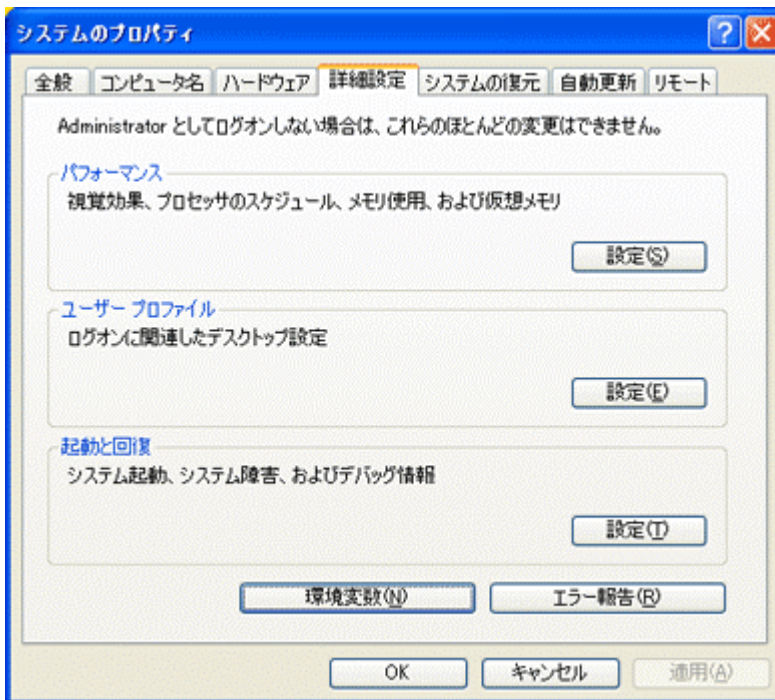 システムのプロパティ
全般 コンピュータ名 ハードウェア 詳細設定 システムの復元 自動更新 リモート
Administrator としてログオンしない場合は、これらのほとんどの変更はできません。
パフォーマンス
視覚効果、プロセッサのスケジュール、メモリ使用、および仮想メモリ
設定(S)
ユーザー プロファイル
ログオンに関連したデスクトップ設定
設定(E)
起動と回復
システム起動、システム障害、およびデバッグ情報
設定(T)
環境変数(N) エラー報告(R)
OK キャンセル 適用(A)